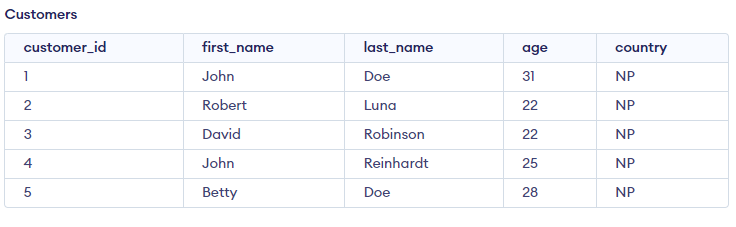 Customers
customer_id first_name last_name age country
1 John Doe 31 NP
2 Robert Luna 22 NP
3 David Robinson 22 NP
4 John Reinhardt 25 NP
5 Betty Doe 28 NP